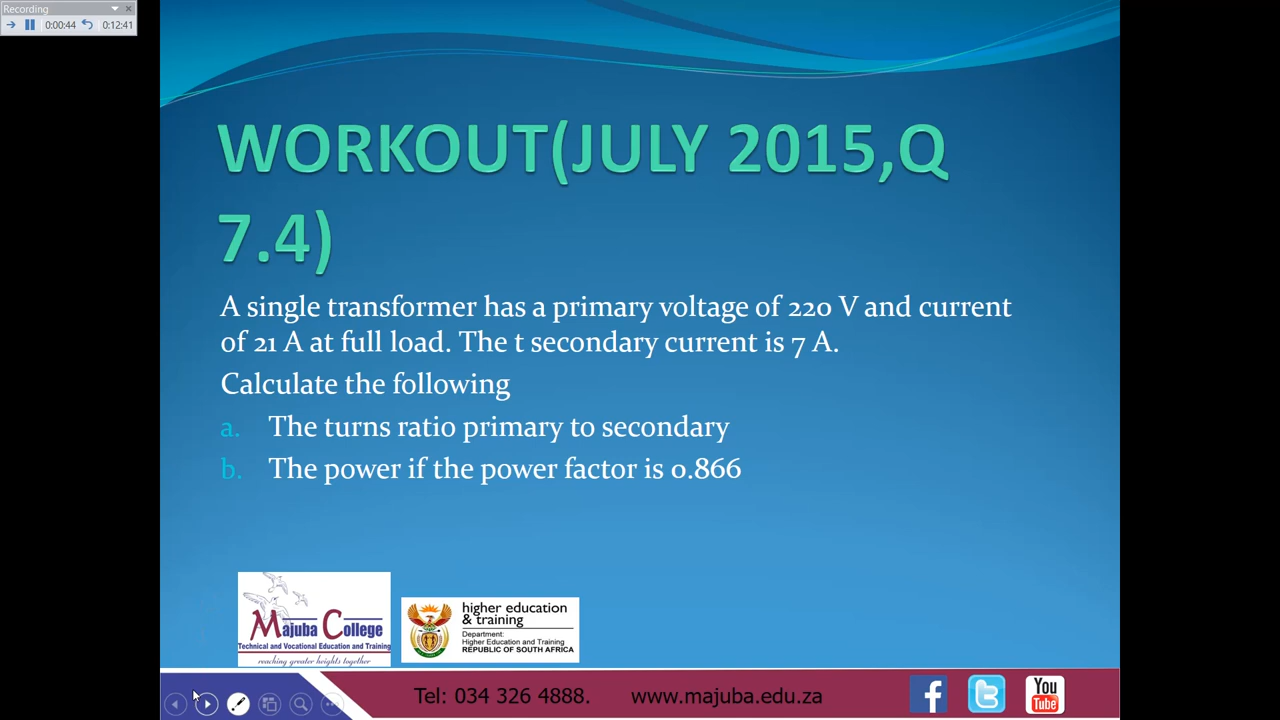 Recording
0:00:44
0:12:41
WORKOUT(JULY 2015,Q
7.4)
A single transformer has a primary voltage of 220 V and current
of 21 A at full load. The t secondary current is 7 A.
Calculate the following
a. The turns ratio primary to secondary
b. The power if the power factor is 0.866
Majuba College
Technical and Vocational Education and Training
reaching greater heights together
higher education
& training
Department:
Higher Education and Training
REPUBLIC OF SOUTH AFRICA
Tel: 034 326 4888. www.majuba.edu.za
You
Tube